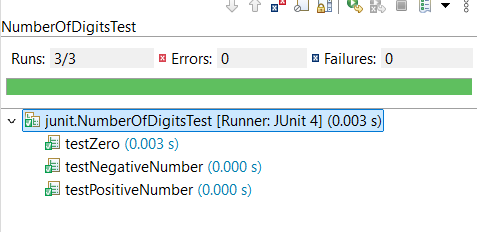 NumberOfDigitsTest
Runs: 3/3 Errors: 0 Failures: 0
junit.NumberOfDigitsTest [Runner: JUnit 4] (0.003 s)
testZero (0.003 s)
testNegativeNumber (0.000 s)
testPositiveNumber (0.000 s)